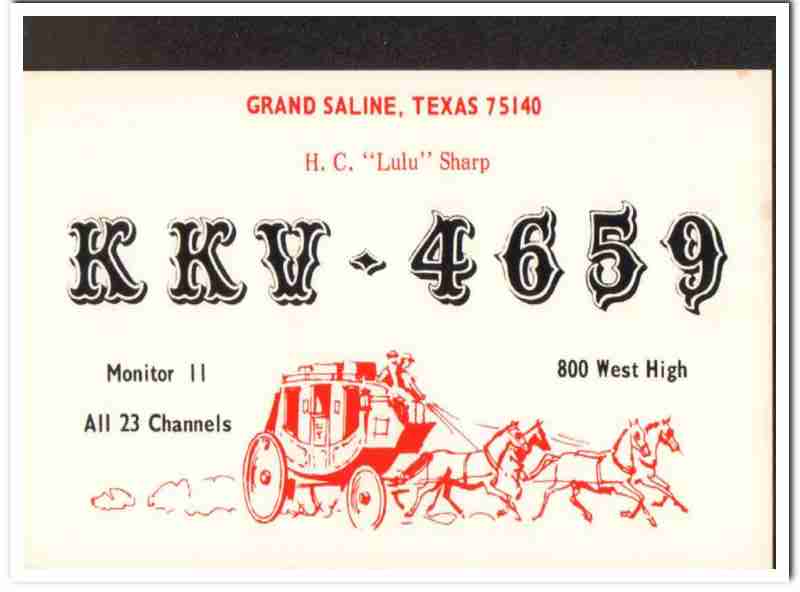 GRAND SALINE, TEXAS 75140
H. C. "Lulu" Sharp
KKV - 4659
Monitor 11
800 West High
All 23 Channels